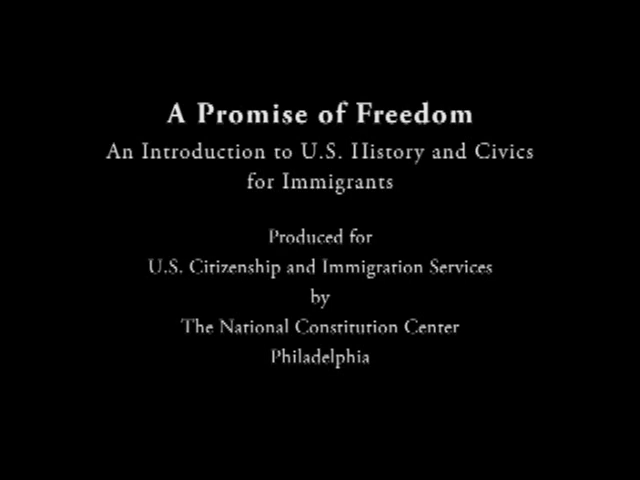 A Promise of Freedom
An Introduction to U.S. History and Civics
for Immigrants
Produced for
U.S. Citizenship and Immigration Services
by
The National Constitution Center
Philadelphia